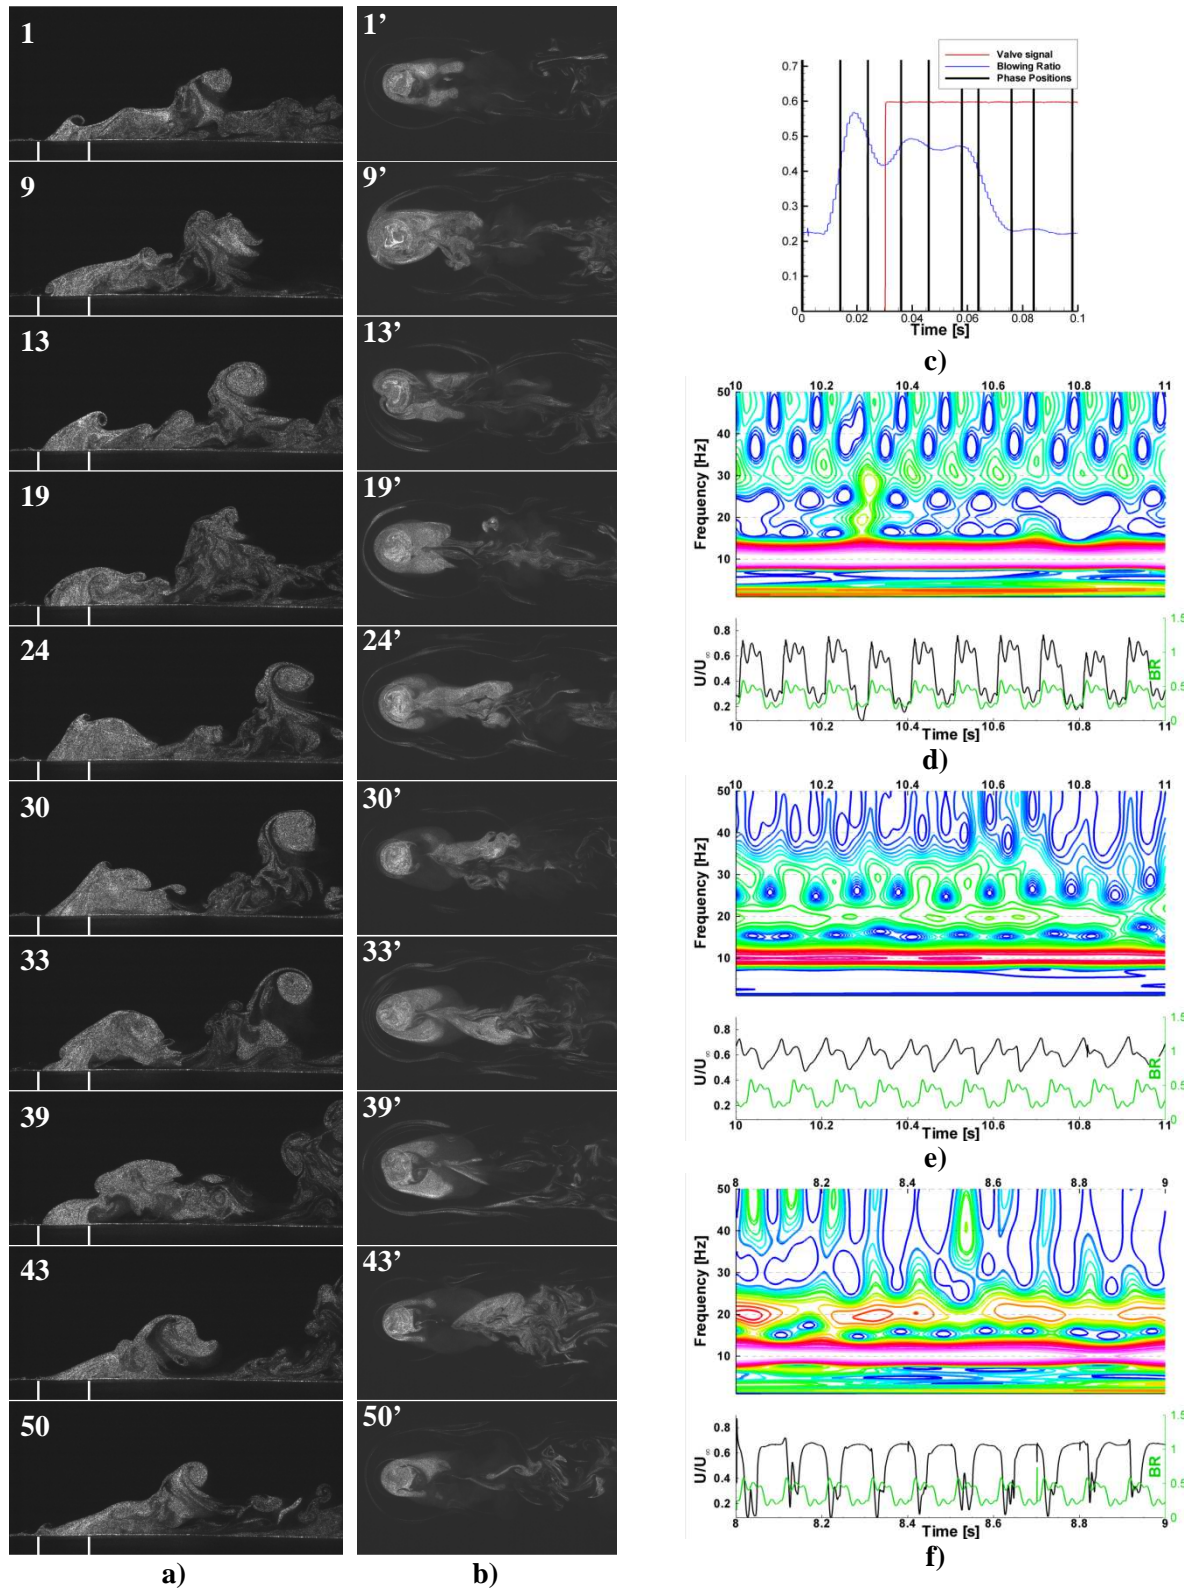 1
9
13
19
24
30
33
39
43
50
a)
1’
9’
13’
19’
24’
30’
33’
39’
43’
50’
b)
Valve signal
Blowing Ratio
Phase Positions
0.7
0.6
0.5
0.4
0.3
0.2
0.1
0
0 0.02 0.04 0.06 0.08 0.1
Time [s]
c)
10 10.2 10.4 10.6 10.8 11
50
40
30
20
10
Frequency [Hz]
0.8
0.6
0.4
0.2
U/U∞
1.5
1
0.5
0
BR
10 10.2 10.4 10.6 10.8 11
Time [s]
d)
10 10.2 10.4 10.6 10.8 11
50
40
30
20
10
Frequency [Hz]
0.8
0.6
0.4
0.2
U/U∞
1.5
1
0.5
0
BR
10 10.2 10.4 10.6 10.8 11
Time [s]
e)
8 8.2 8.4 8.6 8.8 9
50
40
30
20
10
Frequency [Hz]
0.8
0.6
0.4
0.2
U/U∞
1.5
1
0.5
0
BR
8 8.2 8.4 8.6 8.8 9
Time [s]
f)